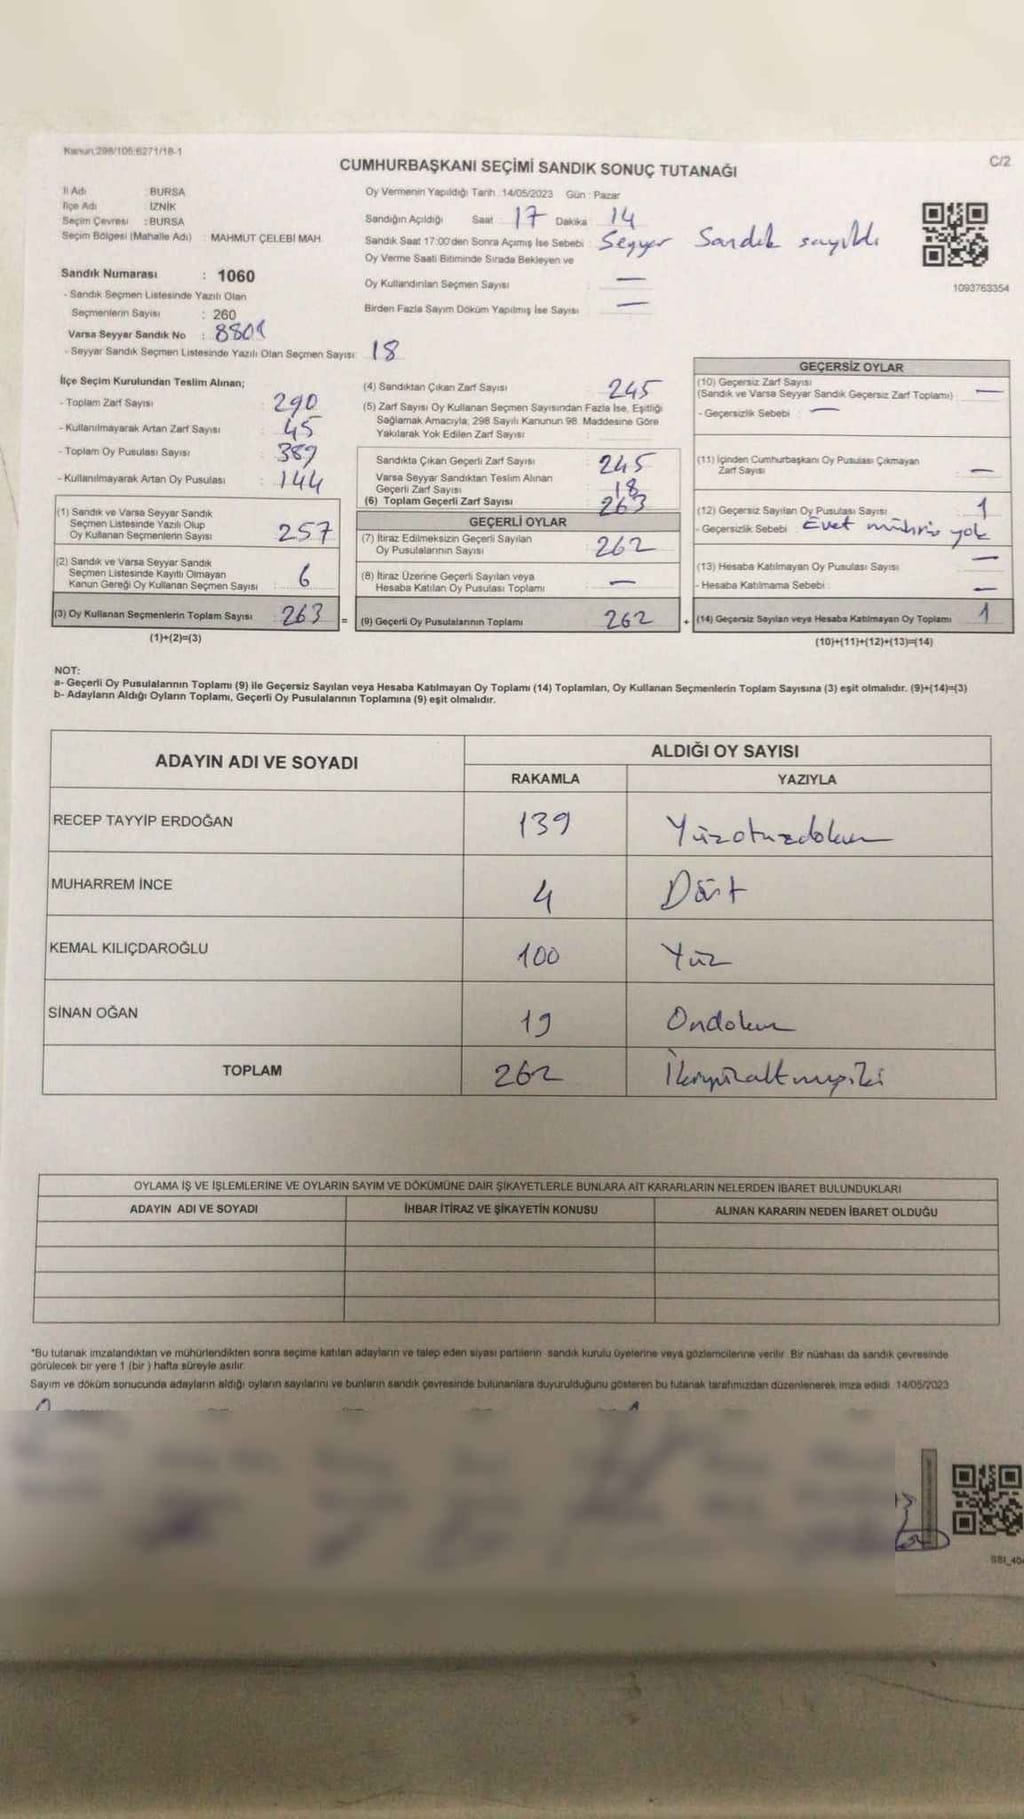 Kanun:298/105;6271/18-1
C/2
CUMHURBAŞKANI SEÇİMİ SANDIK SONUÇ TUTANAĞI
İl Adı BURSA
İlçe Adı İZNİK
Seçim Çevresi : BURSA
Seçim Bölgesi (Mahalle Adı) : MAHMUT ÇELEBİ MAH.
Sandık Numarası : 1060
- Sandık Seçmen Listesinde Yazılı Olan
Seçmenlerin Sayısı : 260
Varsa Seyyar Sandık No : 8801
- Seyyar Sandık Seçmen Listesinde Yazılı Olan Seçmen Sayısı: 18
Oy Vermenin Yapıldığı Tarih : 14/05/2023 Gün : Pazar
Sandığın Açıldığı Saat : 17 Dakika : 14
Sandık Saat 17:00'den Sonra Açımış İse Sebebi : Seyyar Sandık sayıldı
Oy Verme Saati Bitiminde Sırada Bekleyen ve
Oy Kullandırılan Seçmen Sayısı : —
Birden Fazla Sayım Döküm Yapılmış İse Sayısı : —
1093763354
İlçe Seçim Kurulundan Teslim Alınan;
- Toplam Zarf Sayısı : 290
- Kullanılmayarak Artan Zarf Sayısı : 45
- Toplam Oy Pusulası Sayısı : 389
- Kullanılmayarak Artan Oy Pusulası : 144
(1) Sandık ve Varsa Seyyar Sandık
Seçmen Listesinde Yazılı Olup
Oy Kullanan Seçmenlerin Sayısı : 257
(2) Sandık ve Varsa Seyyar Sandık
Seçmen Listesinde Kayıtlı Olmayan
Kanun Gereği Oy Kullanan Seçmen Sayısı : 6
(3) Oy Kullanan Seçmenlerin Toplam Sayısı : 263
(1)+(2)=(3)
(4) Sandıktan Çıkan Zarf Sayısı : 245
(5) Zarf Sayısı Oy Kullanan Seçmen Sayısından Fazla İse, Eşitliği
Sağlamak Amacıyla, 298 Sayılı Kanunun 98. Maddesine Göre
Yakılarak Yok Edilen Zarf Sayısı :
Sandıkta Çıkan Geçerli Zarf Sayısı : 245
Varsa Seyyar Sandıktan Teslim Alınan
Geçerli Zarf Sayısı : 18
(6) Toplam Geçerli Zarf Sayısı : 263
GEÇERLİ OYLAR
(7) İtiraz Edilmeksizin Geçerli Sayılan
Oy Pusulalarının Sayısı : 262
(8) İtiraz Üzerine Geçerli Sayılan veya
Hesaba Katılan Oy Pusulası Toplamı : —
= (9) Geçerli Oy Pusulalarının Toplamı : 262
GEÇERSİZ OYLAR
(10) Geçersiz Zarf Sayısı
(Sandık ve Varsa Seyyar Sandık Geçersiz Zarf Toplamı) : —
- Geçersizlik Sebebi : —
(11) İçinden Cumhurbaşkanı Oy Pusulası Çıkmayan
Zarf Sayısı : —
(12) Geçersiz Sayılan Oy Pusulası Sayısı : 1
- Geçersizlik Sebebi : Evet mührü yok
(13) Hesaba Katılmayan Oy Pusulası Sayısı : —
- Hesaba Katılmama Sebebi : —
+ (14) Geçersiz Sayılan veya Hesaba Katılmayan Oy Toplamı : 1
(10)+(11)+(12)+(13)=(14)
NOT:
a- Geçerli Oy Pusulalarının Toplamı (9) ile Geçersiz Sayılan veya Hesaba Katılmayan Oy Toplamı (14) Toplamları, Oy Kullanan Seçmenlerin Toplam Sayısına (3) eşit olmalıdır. (9)+(14)=(3)
b- Adayların Aldığı Oyların Toplamı, Geçerli Oy Pusulalarının Toplamına (9) eşit olmalıdır.
ADAYIN ADI VE SOYADI
ALDIĞI OY SAYISI
RAKAMLA YAZIYLA
RECEP TAYYİP ERDOĞAN 139 Yüzotuzdokuz
MUHARREM İNCE 4 Dört
KEMAL KILIÇDAROĞLU 100 Yüz
SİNAN OĞAN 19 Ondokuz
TOPLAM 262 İkiyüzaltmışiki
OYLAMA İŞ VE İŞLEMLERİNE VE OYLARIN SAYIM VE DÖKÜMÜNE DAİR ŞİKAYETLERLE BUNLARA AİT KARARLARIN NELERDEN İBARET BULUNDUKLARI
ADAYIN ADI VE SOYADI İHBAR İTİRAZ VE ŞİKAYETİN KONUSU ALINAN KARARIN NEDEN İBARET OLDUĞU
*Bu tutanak imzalandıktan ve mühürlendikten sonra seçime katılan adayların ve talep eden siyasi partilerin sandık kurulu üyelerine veya gözlemcilerine verilir. Bir nüshası da sandık çevresinde
görülecek bir yere 1 (bir ) hafta süreyle asılır.
Sayım ve döküm sonucunda adayların aldığı oyların sayılarını ve bunların sandık çevresinde bulunanlara duyurulduğunu gösteren bu tutanak tarafımızdan düzenlenerek imza edildi. 14/05/2023